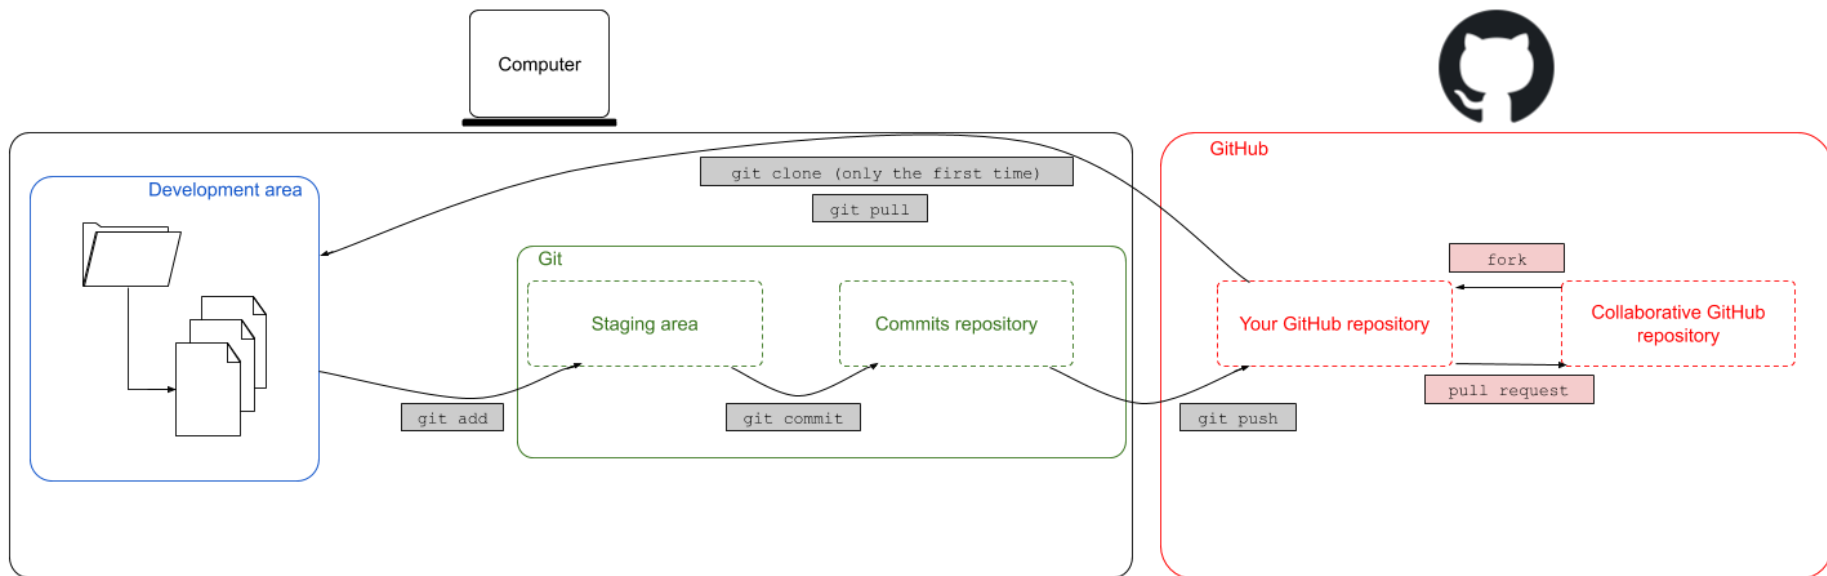 Computer
GitHub
git clone (only the first time)
Development area
git pull
Git
fork
Staging area
Commits repository
Your GitHub repository
Collaborative GitHub
repository
git add
git commit
git push
pull request